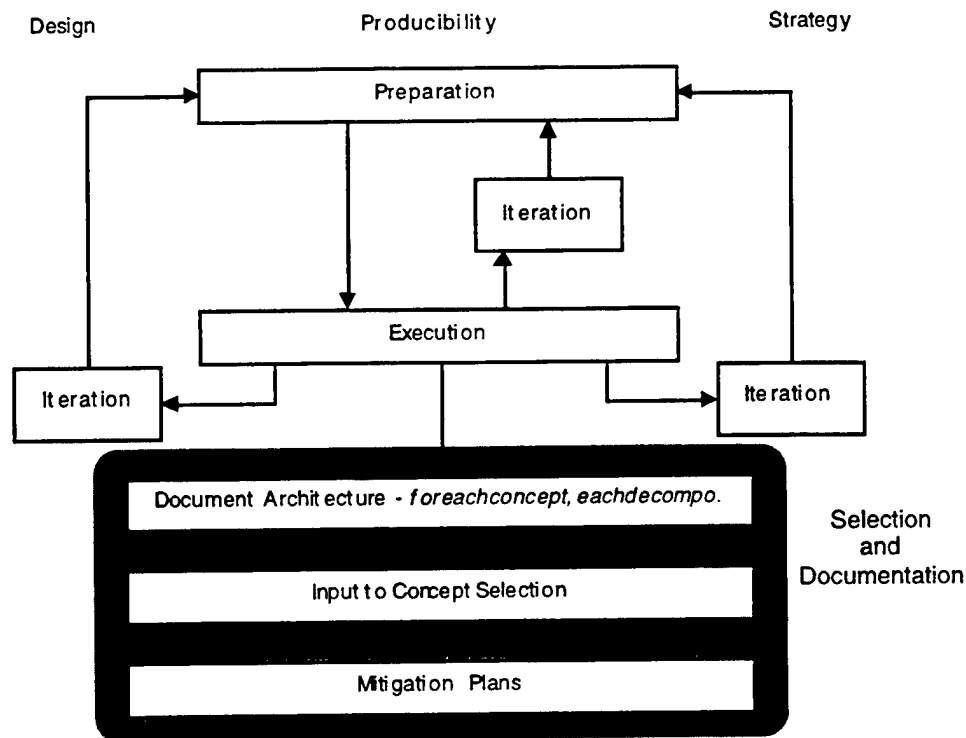 Design
Producibility
Strategy
Preparation
Iteration
Execution
Iteration
Iteration
Document Architecture - foreachconcept, eachdecompo.
Selection
and
Documentation
Input to Concept Selection
Mitigation Plans